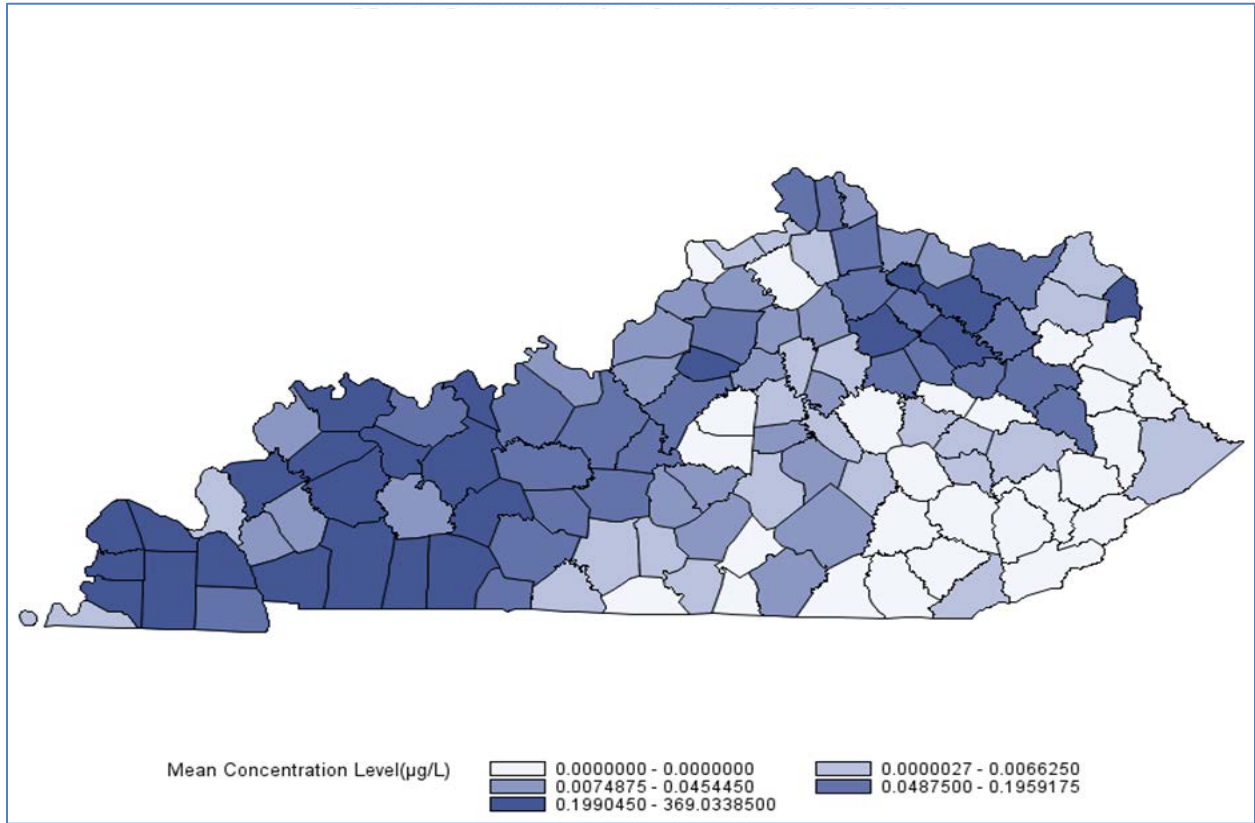 Mean Concentration Level(µg/L)
0.0000000 - 0.0000000
0.0000027 - 0.0066250
0.0074875 - 0.0454450
0.0487500 - 0.1959175
0.1990450 - 369.0338500